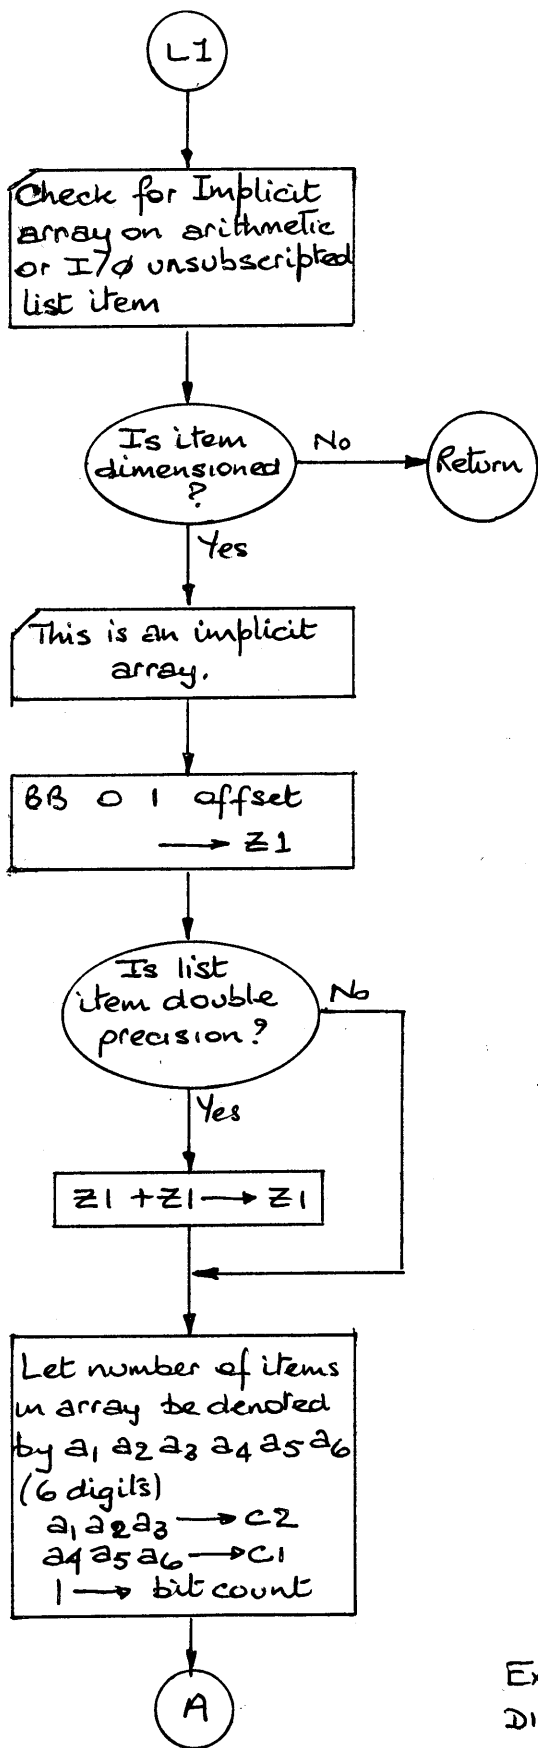 L1
Check for Implicit
array on arithmetic
or I/Ø unsubscripted
list item
Is item
dimensioned
?
No
Return
Yes
This is an implicit
array.
BB 0 1 offset
→ Z1
Is list
item double
precision?
No
Yes
Z1 + Z1 → Z1
Let number of items
in array be denoted
by a1 a2 a3 a4 a5 a6
(6 digits)
a1 a2 a3 → C2
a4 a5 a6 → C1
1 → bit count
A